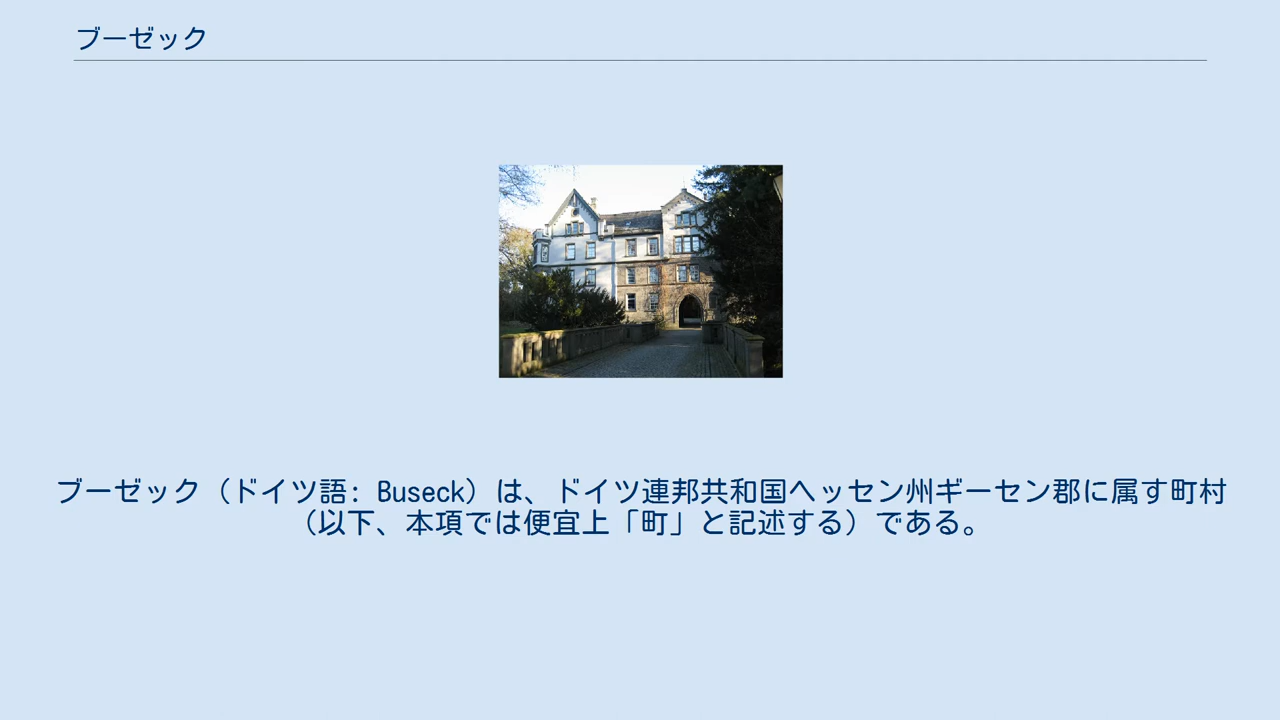 ブーゼック
ブーゼック（ドイツ語: Buseck）は、ドイツ連邦共和国ヘッセン州ギーセン郡に属す町村
（以下、本項では便宜上「町」と記述する）である。